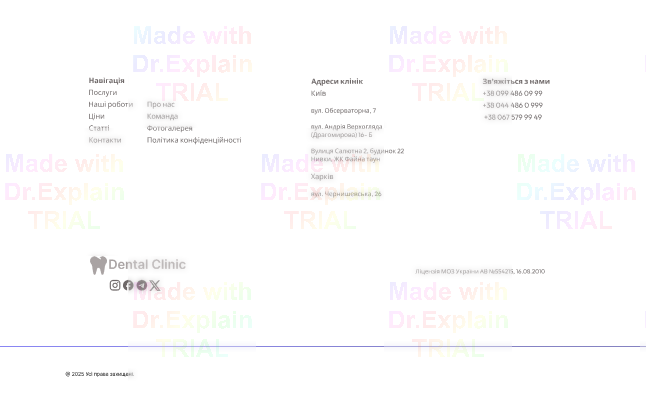 Made with Made with
Dr.Explain Dr.Explain
TRIAL TRIAL
Навігація
Послуги
Наші роботи
Ціни
Статті
Контакти
Про нас
Команда
Фотогалерея
Політика конфіденційності
Адреси клінік
Київ
вул. Обсерваторна, 7
вул. Андрія Верхогляда
(Драгомирова) 16- Б
Вулиця Салютна 2, будинок 22
Нивки, ЖК Файна таун
Харків
вул. Чернишевська, 26
Зв'яжіться з нами
+38 099 486 09 99
+38 044 486 0 999
+38 067 579 99 49
Made with Made with Made with
Dr.Explain Dr.Explain Dr.Explain
TRIAL TRIAL TRIAL
Dental Clinic
Ліцензія МОЗ України АВ №554215, 16.08.2010
Made with Made with
Dr.Explain Dr.Explain
TRIAL TRIAL
@ 2025 Усі права захищені.